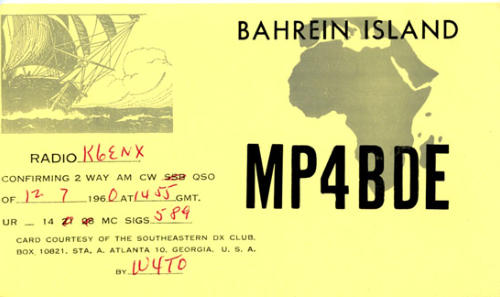 BAHREIN ISLAND
MP4BDE
RADIO K6ENX
CONFIRMING 2 WAY AM CW SSB QSO
OF 12 7 1960 AT 1455 GMT.
UR — 14 21 28 MC SIGS 589
CARD COURTESY OF THE SOUTHEASTERN DX CLUB,
BOX 10821, STA, A. ATLANTA 10, GEORGIA, U. S. A.
BY W4TO